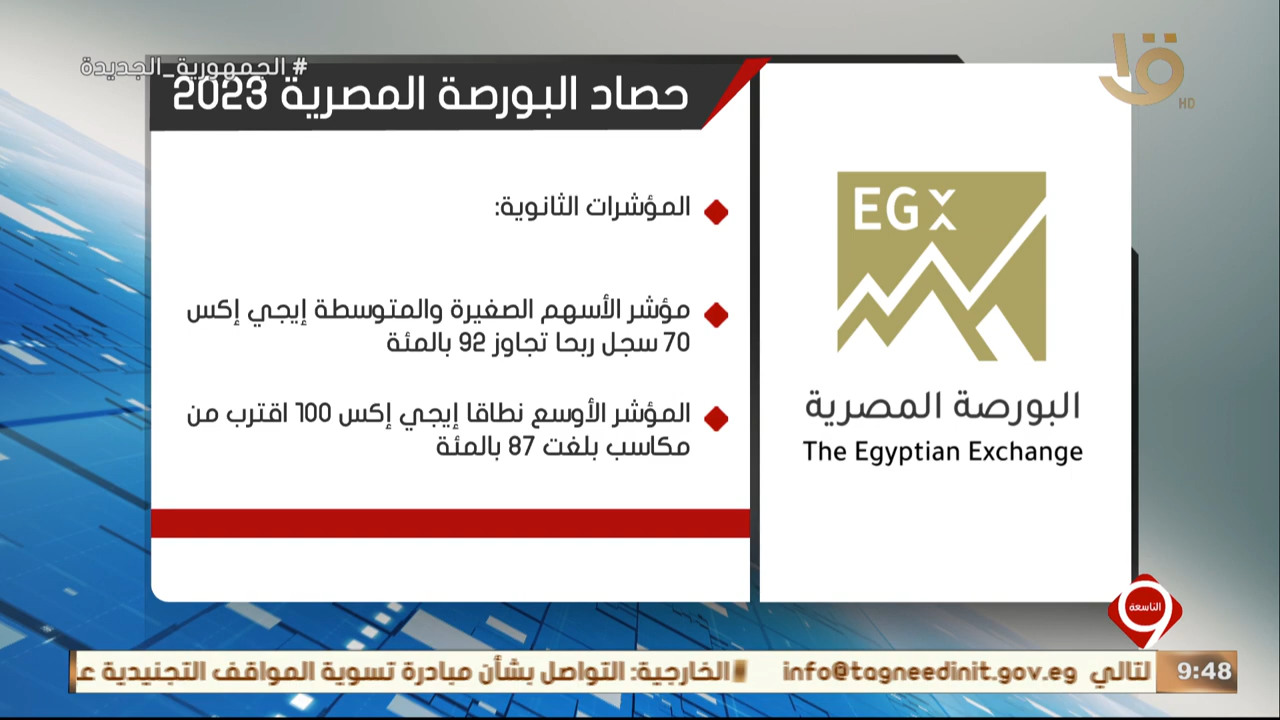 #الجمهورية_الجديدة
HD
حصاد البورصة المصرية 2023
المؤشرات الثانوية:
مؤشر الأسهم الصغيرة والمتوسطة إيجي إكس
70 سجل ربحا تجاوز 92 بالمئة
المؤشر الأوسع نطاقا إيجي إكس 100 اقترب من
مكاسب بلغت 87 بالمئة
EGX
البورصة المصرية
The Egyptian Exchange
التاسعة
9
9:48
لتالي info@tagneedinit.gov.eg
الخارجية: التواصل بشأن مبادرة تسوية المواقف التجنيدية